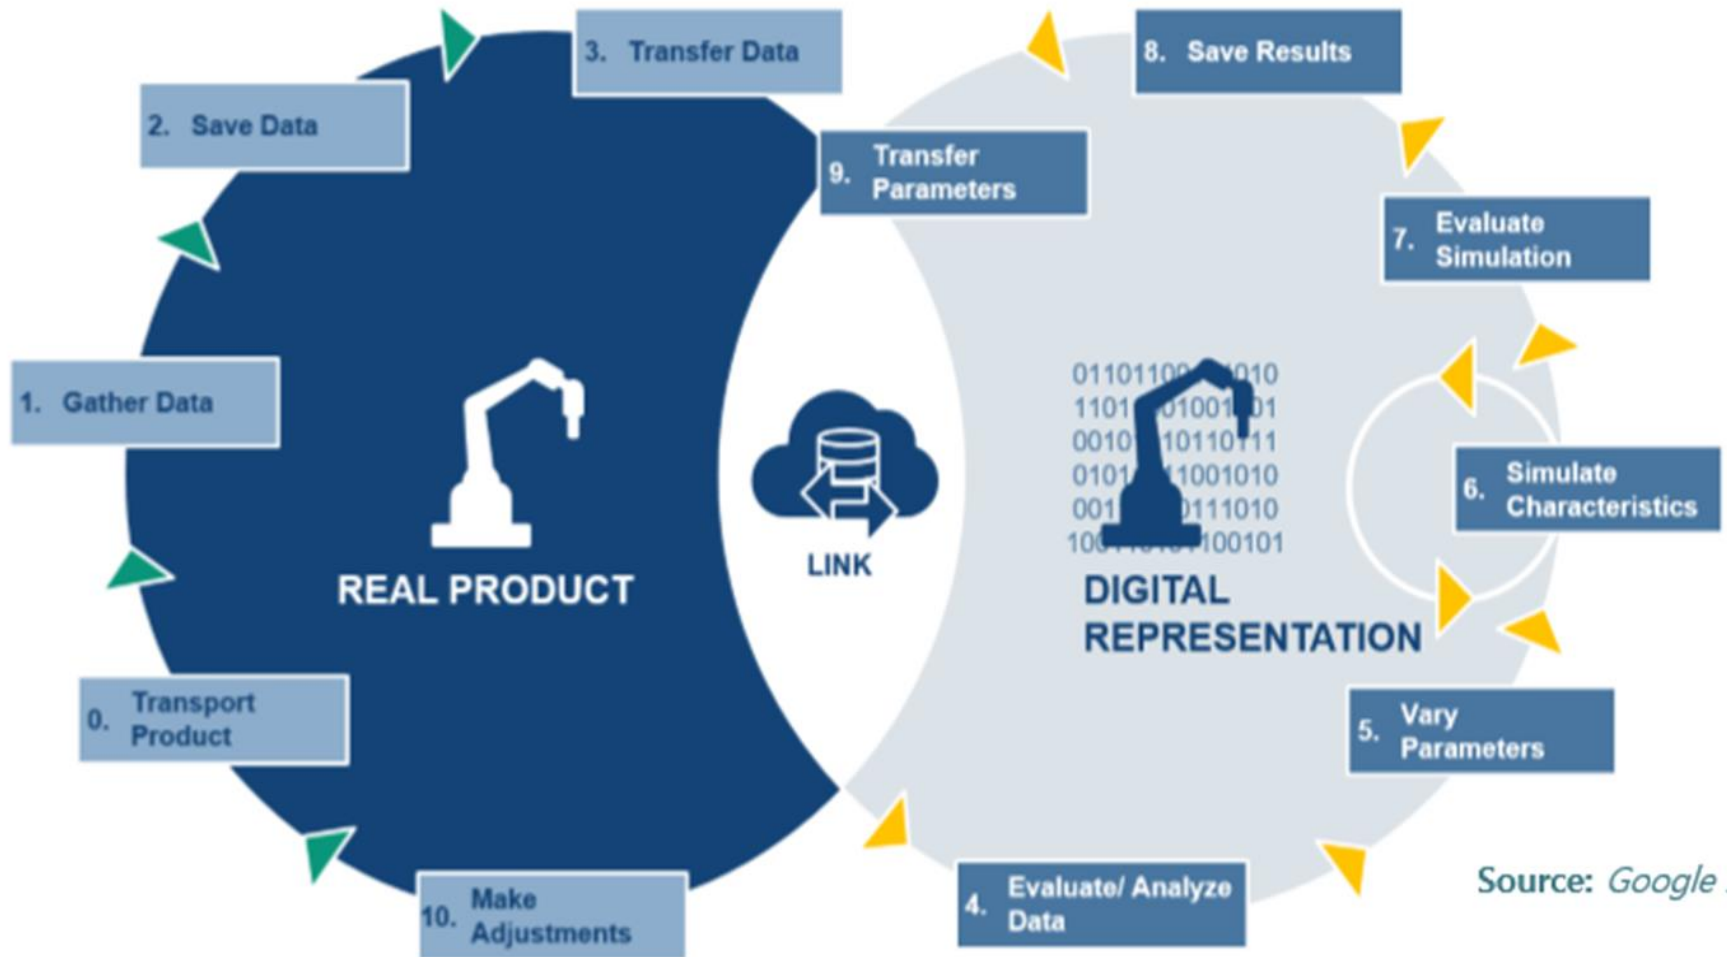 3. Transfer Data
8. Save Results
2. Save Data
9. Transfer
Parameters
7. Evaluate
Simulation
1. Gather Data
6. Simulate
Characteristics
LINK
REAL PRODUCT
DIGITAL
REPRESENTATION
0. Transport
Product
5. Vary
Parameters
10. Make
Adjustments
4. Evaluate/ Analyze
Data
Source: Google